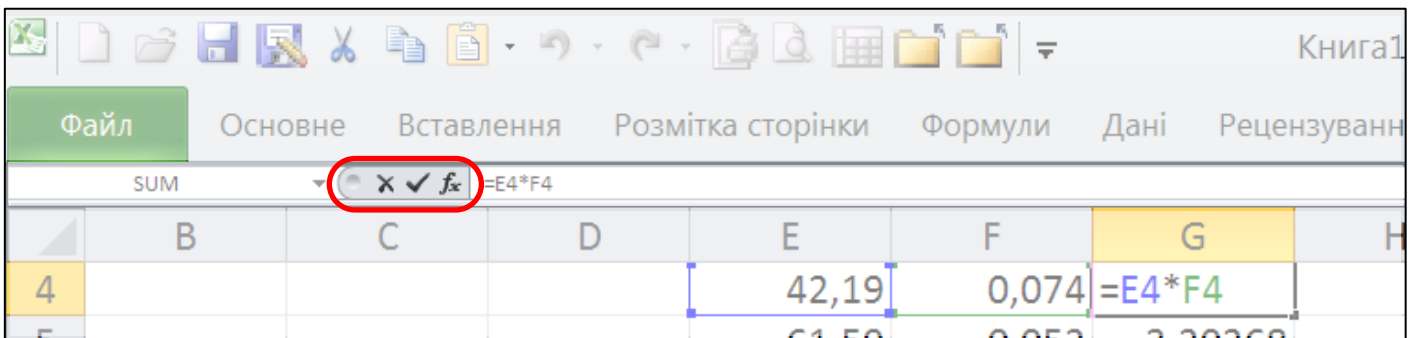 Книга1
Файл Основне Вставлення Розмітка сторінки Формули Дані
SUM fx =E4*F4
B C D E F G H
4 42,19 0,074 =E4*F4